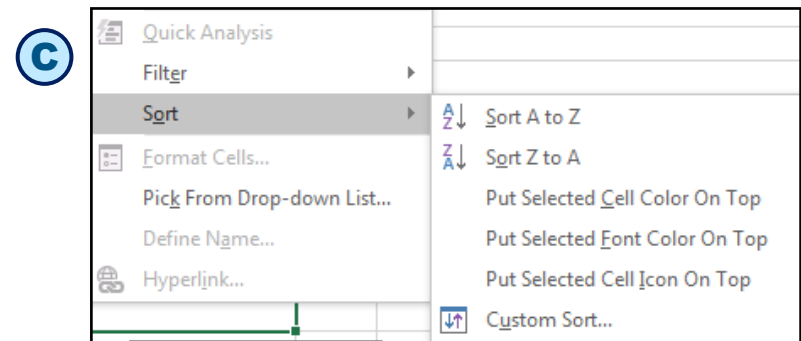 C
Quick Analysis
Filter
Sort
Format Cells...
Pick From Drop-down List...
Define Name...
Hyperlink...
Sort A to Z
Sort Z to A
Put Selected Cell Color On Top
Put Selected Font Color On Top
Put Selected Cell Icon On Top
Custom Sort...